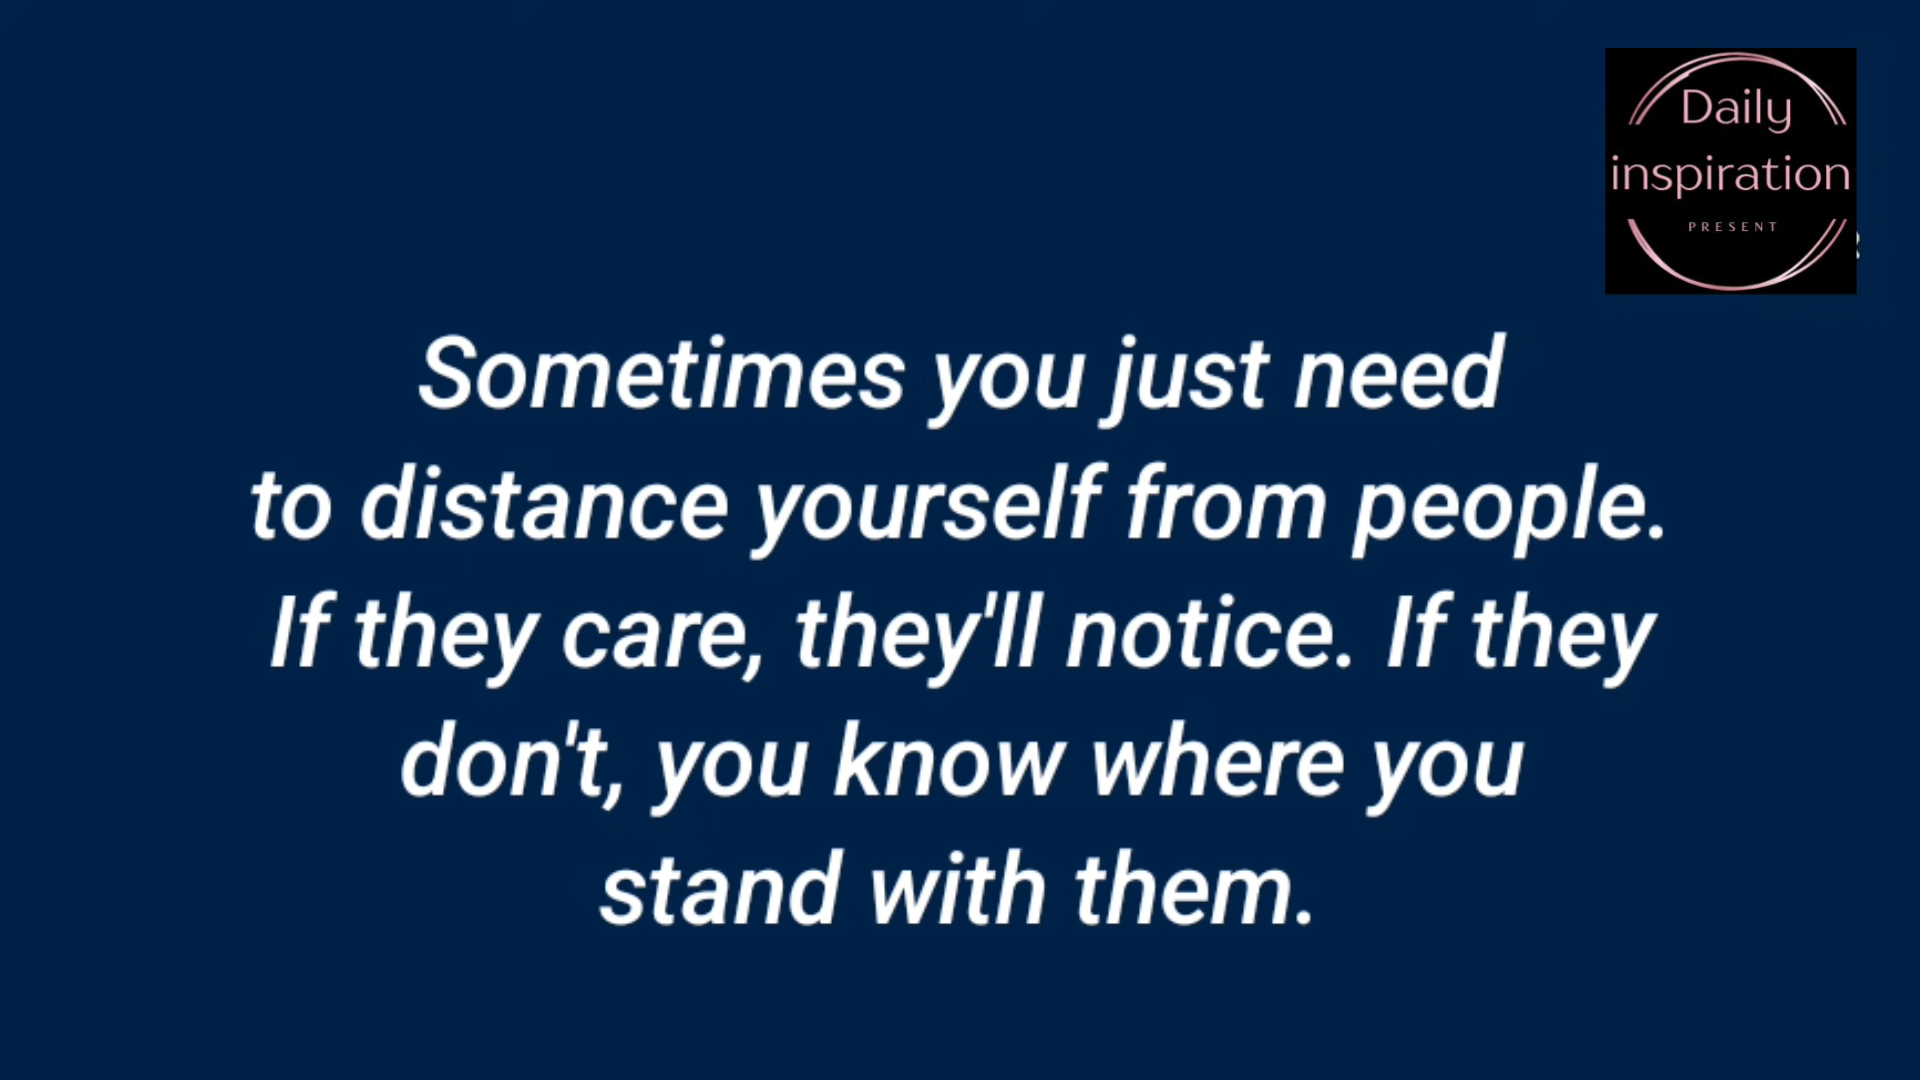 Daily
inspiration
PRESENT
Sometimes you just need
to distance yourself from people.
If they care, they'll notice. If they
don't, you know where you
stand with them.